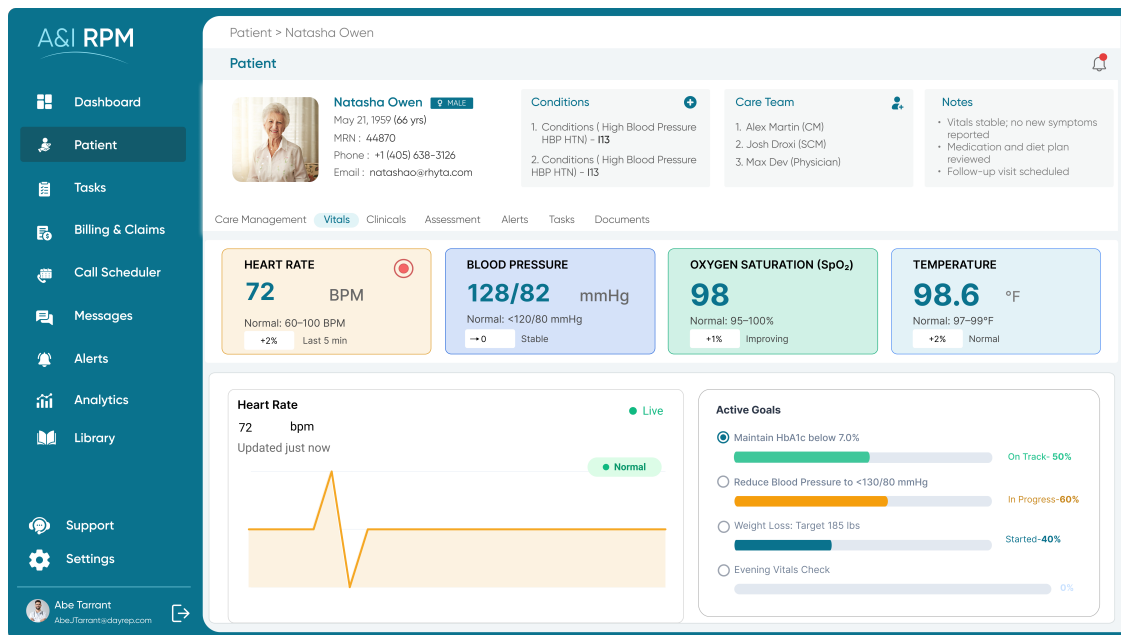 A&I RPM
Dashboard
Patient
Tasks
Billing & Claims
Call Scheduler
Messages
Alerts
Analytics
Library
Support
Settings
Abe Tarrant
AbeJTarrant@dayrep.com
Patient > Natasha Owen
Patient
Natasha Owen MALE
May 21, 1959 (66 yrs)
MRN : 44870
Phone : +1 (405) 638-3126
Email : natashao@rhyta.com
Conditions
1. Conditions ( High Blood Pressure
HBP HTN) - I13
2. Conditions ( High Blood Pressure
HBP HTN) - I13
Care Team
1. Alex Martin (CM)
2. Josh Droxi (SCM)
3. Max Dev (Physician)
Notes
• Vitals stable; no new symptoms
reported
• Medication and diet plan
reviewed
• Follow-up visit scheduled
Care Management Vitals Clinicals Assessment Alerts Tasks Documents
HEART RATE
72 BPM
Normal: 60–100 BPM
+2% Last 5 min
BLOOD PRESSURE
128/82 mmHg
Normal: <120/80 mmHg
→ 0 Stable
OXYGEN SATURATION (SpO₂)
98
Normal: 95–100%
+1% Improving
TEMPERATURE
98.6 °F
Normal: 97–99°F
+2% Normal
Heart Rate
Live
72 bpm
Updated just now
Normal
Active Goals
Maintain HbA1c below 7.0%
On Track- 50%
Reduce Blood Pressure to <130/80 mmHg
In Progress-60%
Weight Loss: Target 185 lbs
Started-40%
Evening Vitals Check
0%